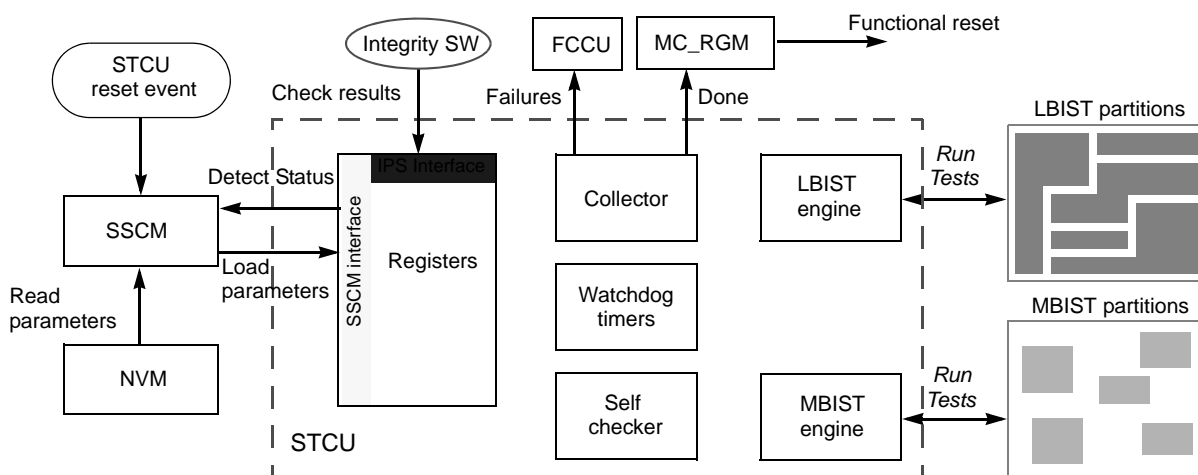 Functional reset
Integrity SW
FCCU
MC_RGM
STCU
reset event
Check results
Failures
Done
LBIST partitions
IPS Interface
Run
Tests
Detect Status
Collector
LBIST
engine
SSCM
SSCM interface
Registers
Load
parameters
Read
parameters
Watchdog
timers
MBIST partitions
NVM
Self
checker
MBIST
engine
Run
Tests
STCU